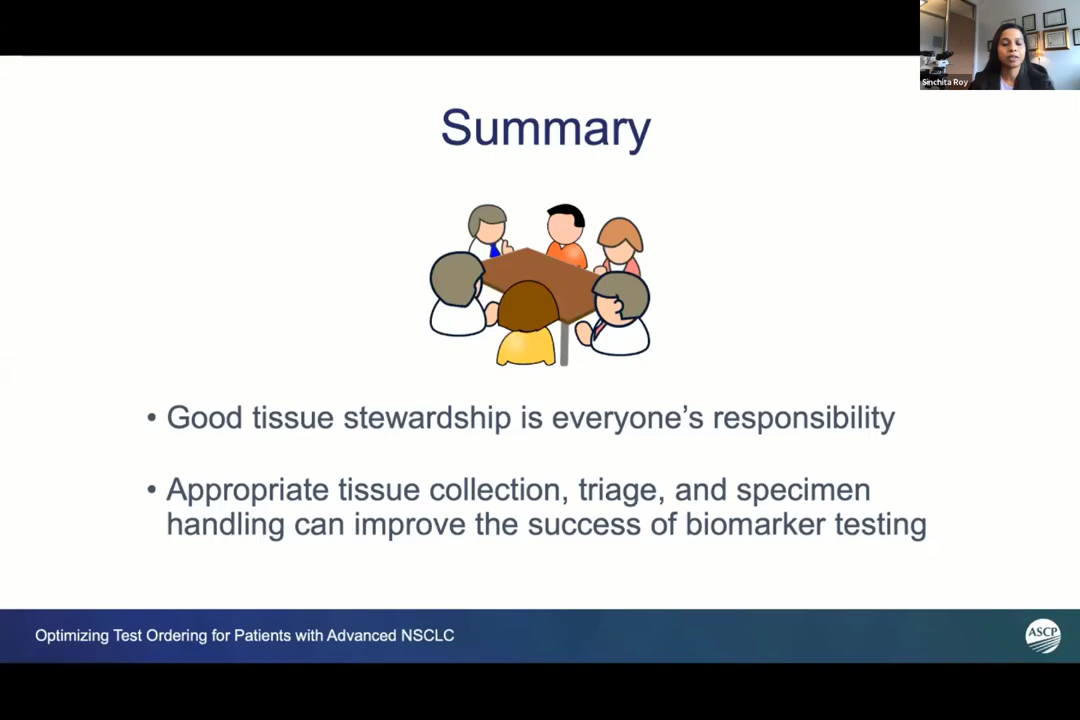 Sinchita Roy
Summary
• Good tissue stewardship is everyone’s responsibility
• Appropriate tissue collection, triage, and specimen
handling can improve the success of biomarker testing
Optimizing Test Ordering for Patients with Advanced NSCLC
ASCP